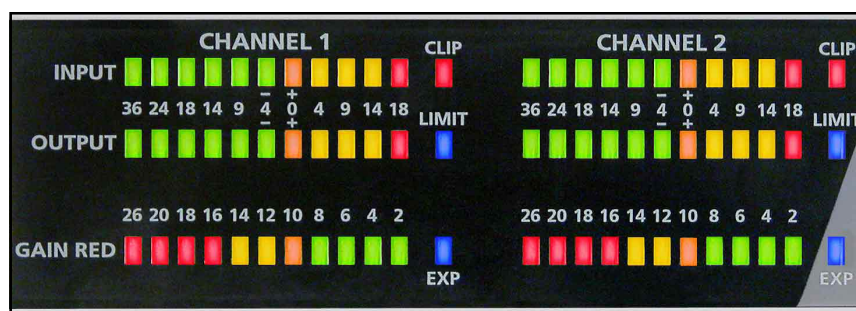 CHANNEL 1 CHANNEL 2
INPUT CLIP CLIP
− + − +
36 24 18 14 9 4 0 4 9 14 18 36 24 18 14 9 4 0 4 9 14 18
− + LIMIT − + LIMIT
OUTPUT
26 20 18 16 14 12 10 8 6 4 2 26 20 18 16 14 12 10 8 6 4 2
GAIN RED
EXP EXP